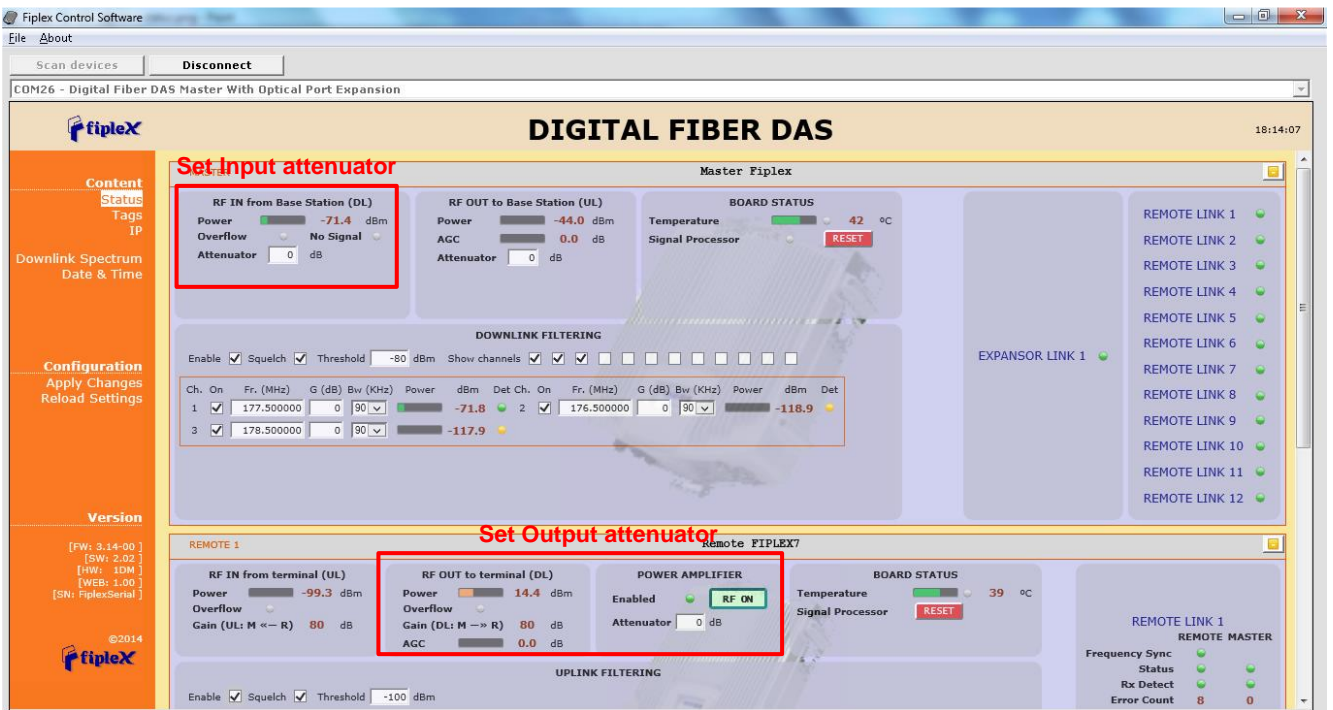 Fiplex Control Software
File About
Scan devices Disconnect
COM26 - Digital Fiber DAS Master With Optical Port Expansion
fipleX
DIGITAL FIBER DAS
18:14:07
Content
Status
Tags
IP
Downlink Spectrum
Date & Time
Configuration
Apply Changes
Reload Settings
Version
[FW: 3.14-00 ]
[SW: 2.02 ]
[HW: 1DM ]
[WEB: 1.00 ]
[SN: FiplexSerial ]
©2014
fipleX
Set Input attenuator
MASTER Master Fiplex
RF IN from Base Station (DL)
Power -71.4 dBm
Overflow No Signal
Attenuator 0 dB
RF OUT to Base Station (UL)
Power -44.0 dBm
AGC 0.0 dB
Attenuator 0 dB
BOARD STATUS
Temperature 42 ºC
Signal Processor RESET
DOWNLINK FILTERING
Enable Squelch Threshold -80 dBm Show channels
Ch. On Fr. (MHz) G (dB) Bw (KHz) Power dBm Det Ch. On Fr. (MHz) G (dB) Bw (KHz) Power dBm Det
1 177.500000 0 90 -71.8 2 176.500000 0 90 -118.9
3 178.500000 0 90 -117.9
EXPANSOR LINK 1
REMOTE LINK 1
REMOTE LINK 2
REMOTE LINK 3
REMOTE LINK 4
REMOTE LINK 5
REMOTE LINK 6
REMOTE LINK 7
REMOTE LINK 8
REMOTE LINK 9
REMOTE LINK 10
REMOTE LINK 11
REMOTE LINK 12
Set Output attenuator
REMOTE 1 Remote FIPLEX7
RF IN from terminal (UL)
Power -99.3 dBm
Overflow
Gain (UL: M «— R) 80 dB
RF OUT to terminal (DL)
Power 14.4 dBm
Overflow
Gain (DL: M —» R) 80 dB
AGC 0.0 dB
POWER AMPLIFIER
Enabled RF ON
Attenuator 0 dB
BOARD STATUS
Temperature 39 ºC
Signal Processor RESET
REMOTE LINK 1
REMOTE MASTER
Frequency Sync
Status
Rx Detect
Error Count 8 0
UPLINK FILTERING
Enable Squelch Threshold -100 dBm